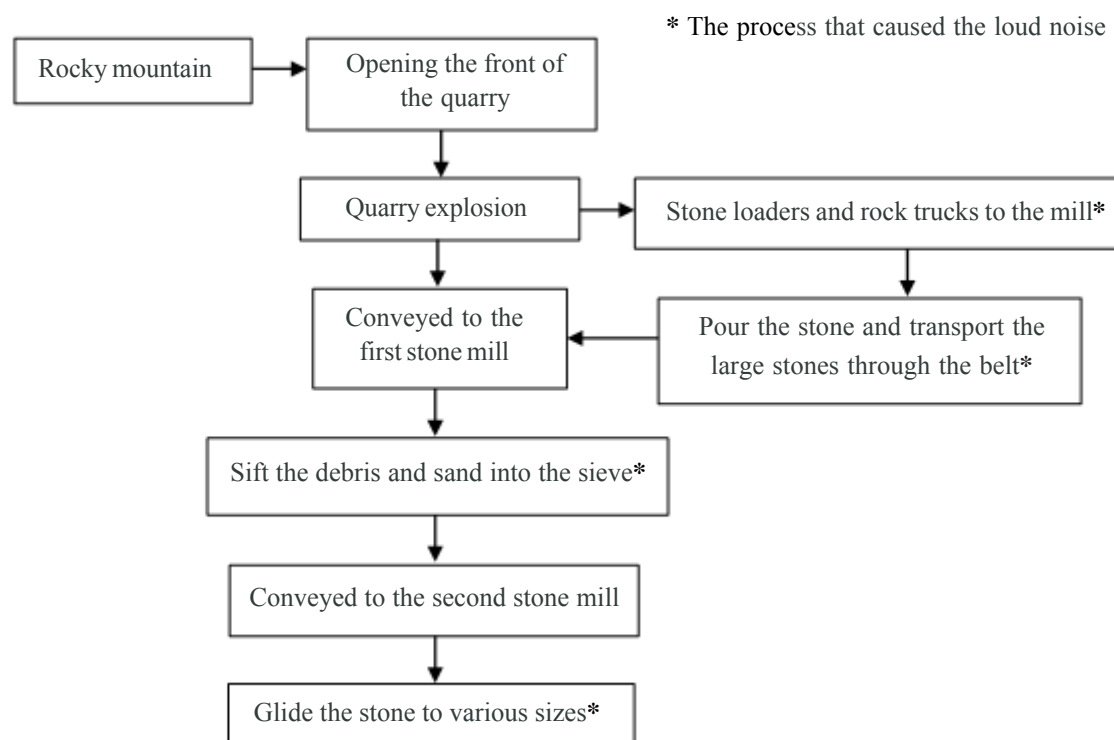 * The process that caused the loud noise
Rocky mountain
Opening the front of
the quarry
Quarry explosion
Stone loaders and rock trucks to the mill*
Conveyed to the
first stone mill
Pour the stone and transport the
large stones through the belt*
Sift the debris and sand into the sieve*
Conveyed to the second stone mill
Glide the stone to various sizes*